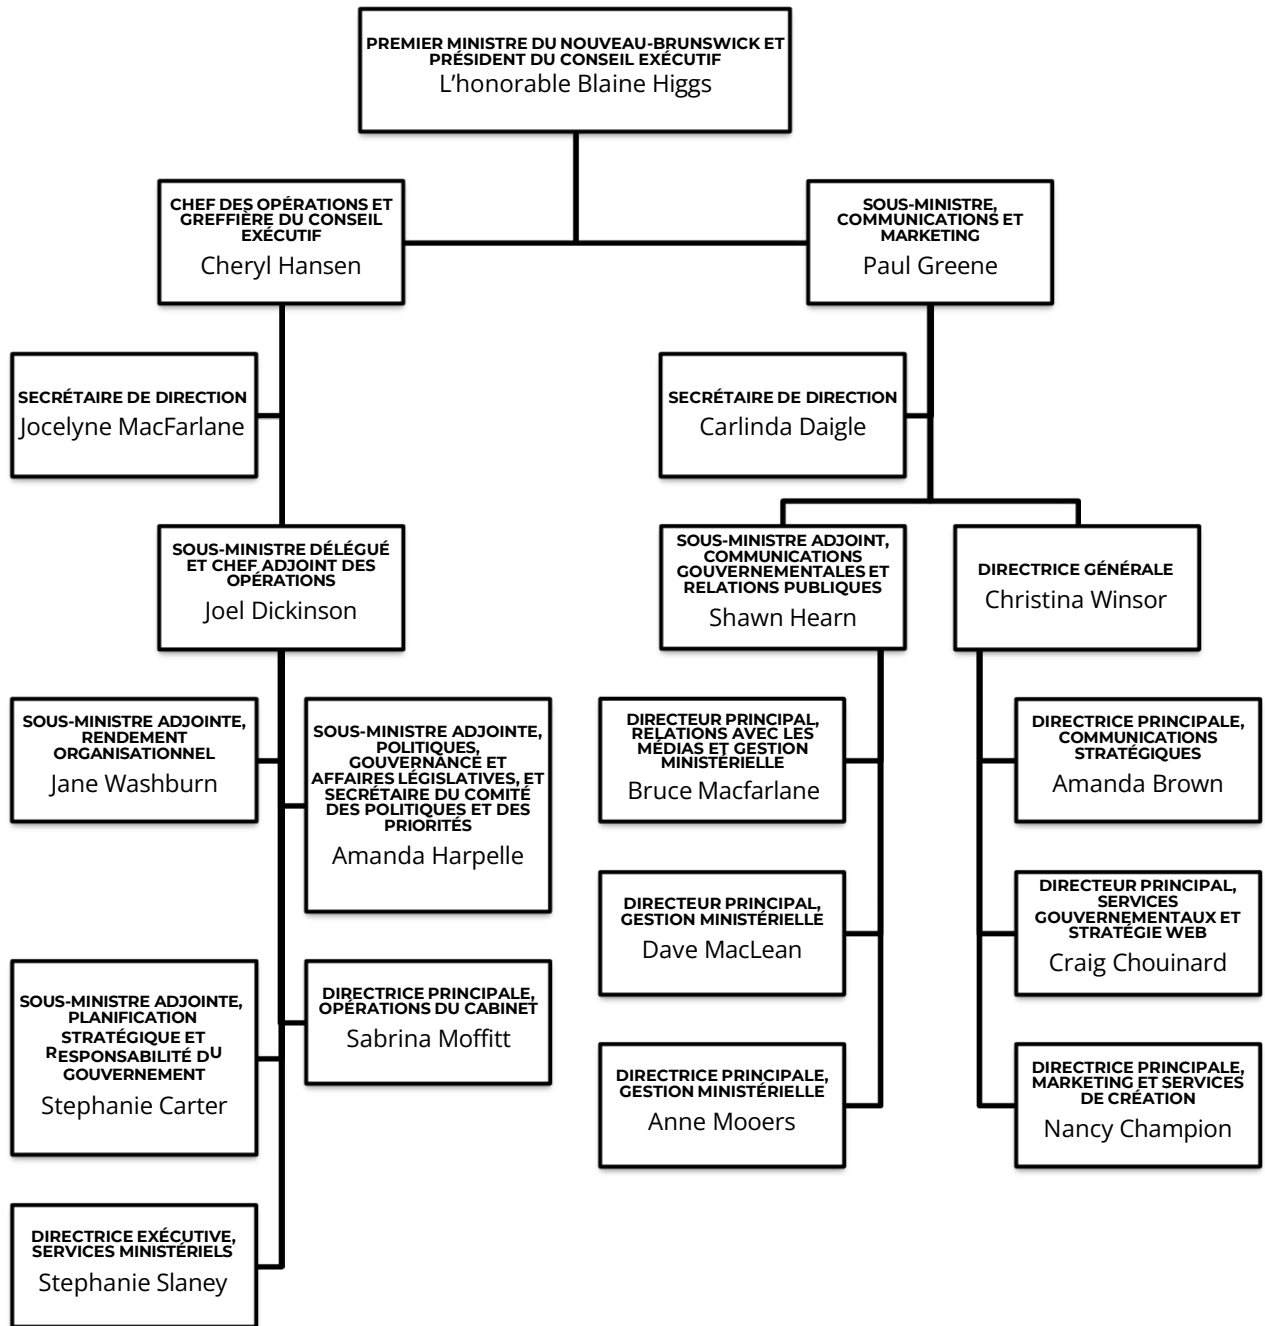 PREMIER MINISTRE DU NOUVEAU-BRUNSWICK ET
PRÉSIDENT DU CONSEIL EXÉCUTIF
L'honorable Blaine Higgs
CHEF DES OPÉRATIONS ET
GREFFIÈRE DU CONSEIL
EXÉCUTIF
Cheryl Hansen
SOUS-MINISTRE,
COMMUNICATIONS ET
MARKETING
Paul Greene
SECRÉTAIRE DE DIRECTION
Jocelyne MacFarlane
SECRÉTAIRE DE DIRECTION
Carlinda Daigle
SOUS-MINISTRE DÉLÉGUÉ
ET CHEF ADJOINT DES
OPÉRATIONS
Joel Dickinson
SOUS-MINISTRE ADJOINT,
COMMUNICATIONS
GOUVERNEMENTALES ET
RELATIONS PUBLIQUES
Shawn Hearn
DIRECTRICE GÉNÉRALE
Christina Winsor
SOUS-MINISTRE ADJOINTE,
RENDEMENT
ORGANISATIONNEL
Jane Washburn
SOUS-MINISTRE ADJOINTE,
POLITIQUES,
GOUVERNANCE ET
AFFAIRES LÉGISLATIVES, ET
SECRÉTAIRE DU COMITÉ
DES POLITIQUES ET DES
PRIORITÉS
Amanda Harpelle
DIRECTEUR PRINCIPAL,
RELATIONS AVEC LES
MÉDIAS ET GESTION
MINISTÉRIELLE
Bruce Macfarlane
DIRECTRICE PRINCIPALE,
COMMUNICATIONS
STRATÉGIQUES
Amanda Brown
DIRECTEUR PRINCIPAL,
GESTION MINISTÉRIELLE
Dave MacLean
DIRECTEUR PRINCIPAL,
SERVICES
GOUVERNEMENTAUX ET
STRATÉGIE WEB
Craig Chouinard
SOUS-MINISTRE ADJOINTE,
PLANIFICATION
STRATÉGIQUE ET
RESPONSABILITÉ DU
GOUVERNEMENT
Stephanie Carter
DIRECTRICE PRINCIPALE,
OPÉRATIONS DU CABINET
Sabrina Moffitt
DIRECTRICE PRINCIPALE,
GESTION MINISTÉRIELLE
Anne Mooers
DIRECTRICE PRINCIPALE,
MARKETING ET SERVICES
DE CRÉATION
Nancy Champion
DIRECTRICE EXÉCUTIVE,
SERVICES MINISTÉRIELS
Stephanie Slaney